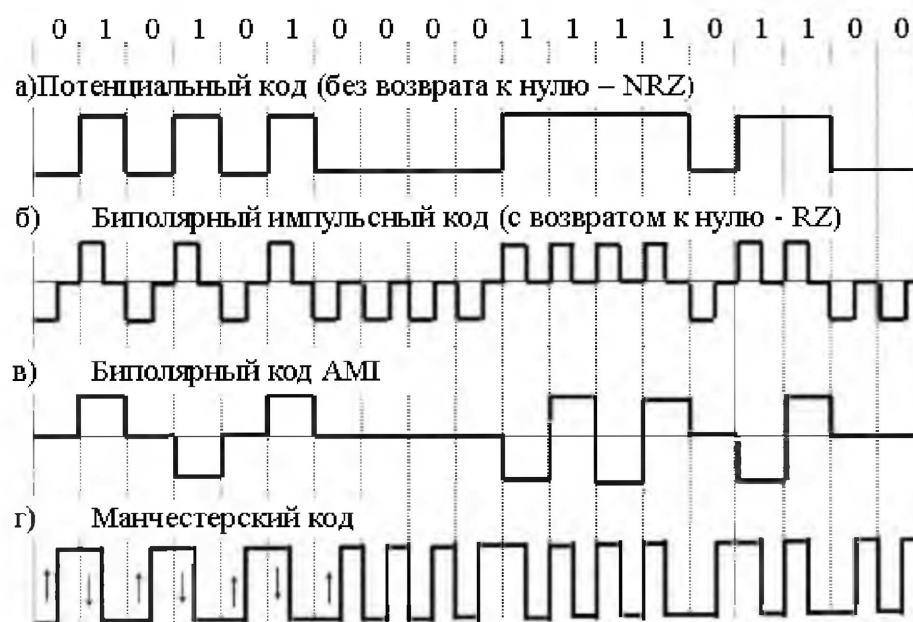 0 1 0 1 0 1 0 0 0 0 1 1 1 1 0 1 1 0 0
а)Потенциальный код (без возврата к нулю – NRZ)
б) Биполярный импульсный код (с возвратом к нулю - RZ)
в) Биполярный код AMI
г) Манчестерский код